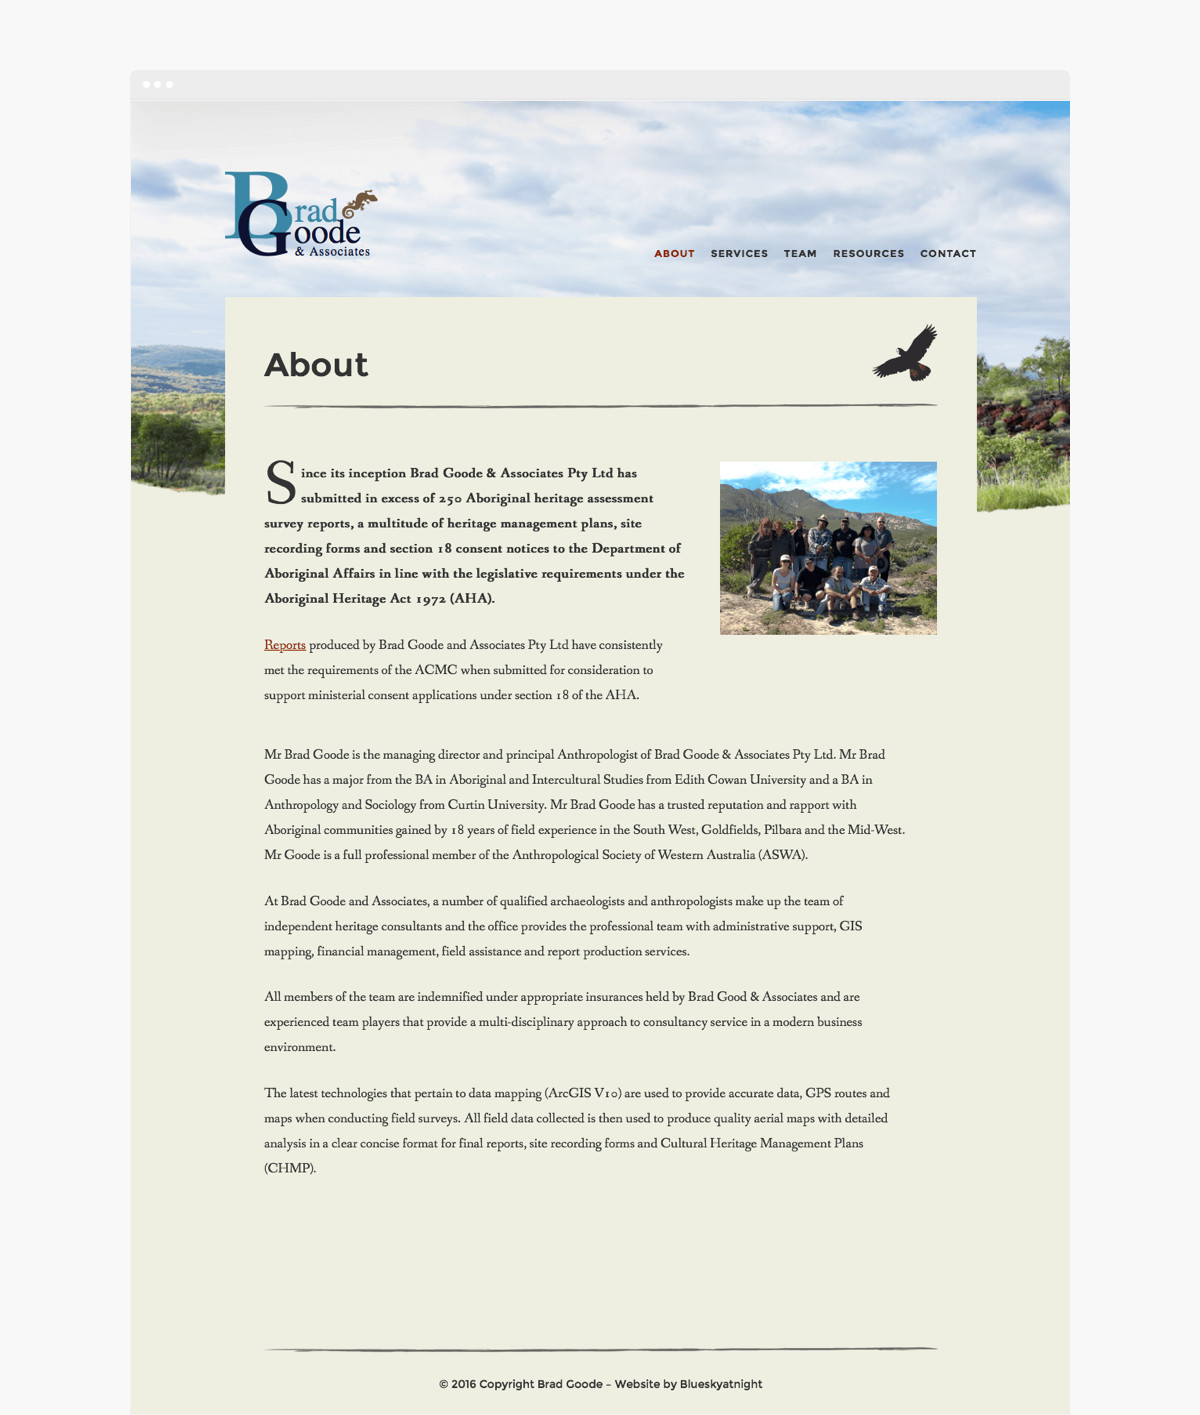 Brad
Goode
& Associates
ABOUT SERVICES TEAM RESOURCES CONTACT
About
Since its inception Brad Goode & Associates Pty Ltd has
submitted in excess of 250 Aboriginal heritage assessment
survey reports, a multitude of heritage management plans, site
recording forms and section 18 consent notices to the Department of
Aboriginal Affairs in line with the legislative requirements under the
Aboriginal Heritage Act 1972 (AHA).
Reports produced by Brad Goode and Associates Pty Ltd have consistently
met the requirements of the ACMC when submitted for consideration to
support ministerial consent applications under section 18 of the AHA.
Mr Brad Goode is the managing director and principal Anthropologist of Brad Goode & Associates Pty Ltd. Mr Brad
Goode has a major from the BA in Aboriginal and Intercultural Studies from Edith Cowan University and a BA in
Anthropology and Sociology from Curtin University. Mr Brad Goode has a trusted reputation and rapport with
Aboriginal communities gained by 18 years of field experience in the South West, Goldfields, Pilbara and the Mid-West.
Mr Goode is a full professional member of the Anthropological Society of Western Australia (ASWA).
At Brad Goode and Associates, a number of qualified archaeologists and anthropologists make up the team of
independent heritage consultants and the office provides the professional team with administrative support, GIS
mapping, financial management, field assistance and report production services.
All members of the team are indemnified under appropriate insurances held by Brad Good & Associates and are
experienced team players that provide a multi-disciplinary approach to consultancy service in a modern business
environment.
The latest technologies that pertain to data mapping (ArcGIS V10) are used to provide accurate data, GPS routes and
maps when conducting field surveys. All field data collected is then used to produce quality aerial maps with detailed
analysis in a clear concise format for final reports, site recording forms and Cultural Heritage Management Plans
(CHMP).
© 2016 Copyright Brad Goode – Website by Blueskyatnight